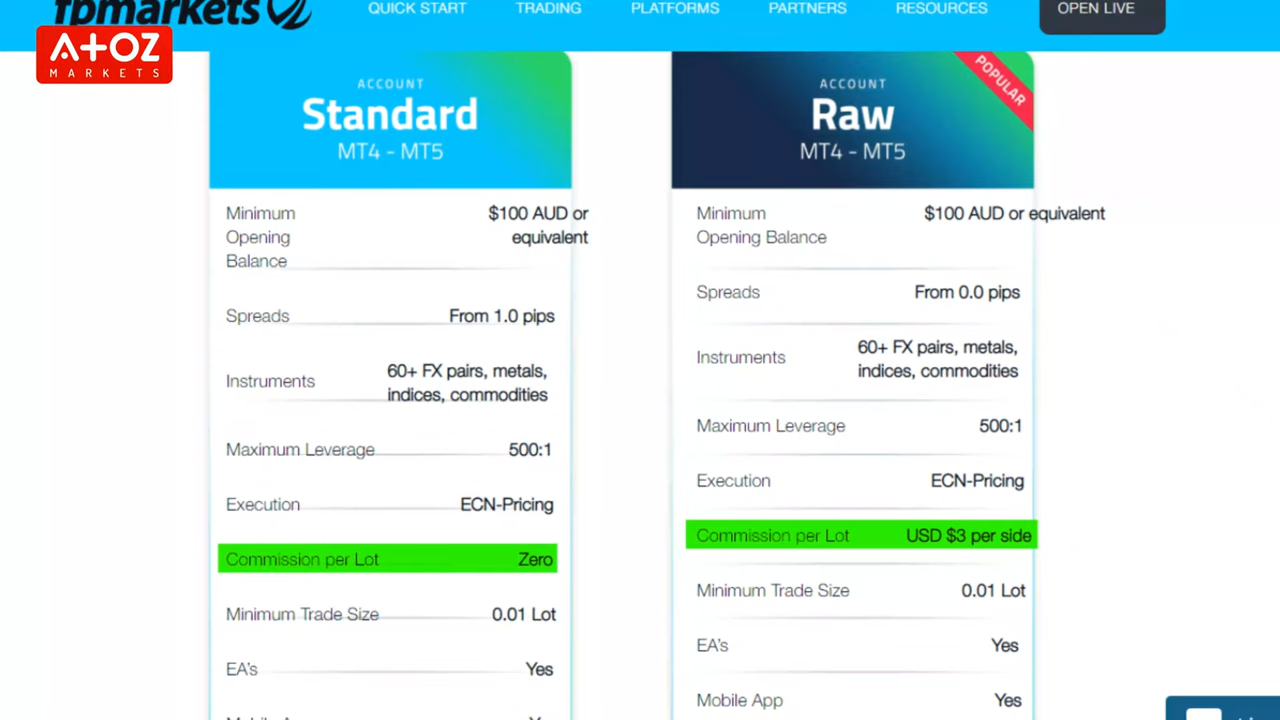 fpmarkets
QUICK START
TRADING
PLATFORMS
PARTNERS
RESOURCES
OPEN LIVE
A+OZ
MARKETS
ACCOUNT
Standard
MT4 - MT5
Minimum Opening Balance
$100 AUD or equivalent
Spreads
From 1.0 pips
Instruments
60+ FX pairs, metals,
indices, commodities
Maximum Leverage
500:1
Execution
ECN-Pricing
Commission per Lot
Zero
Minimum Trade Size
0.01 Lot
EA's
Yes
ACCOUNT
Raw
MT4 - MT5
POPULAR
Minimum
Opening Balance
$100 AUD or equivalent
Spreads
From 0.0 pips
Instruments
60+ FX pairs, metals,
indices, commodities
Maximum Leverage
500:1
Execution
ECN-Pricing
Commission per Lot
USD $3 per side
Minimum Trade Size
0.01 Lot
EA's
Yes
Mobile App
Yes